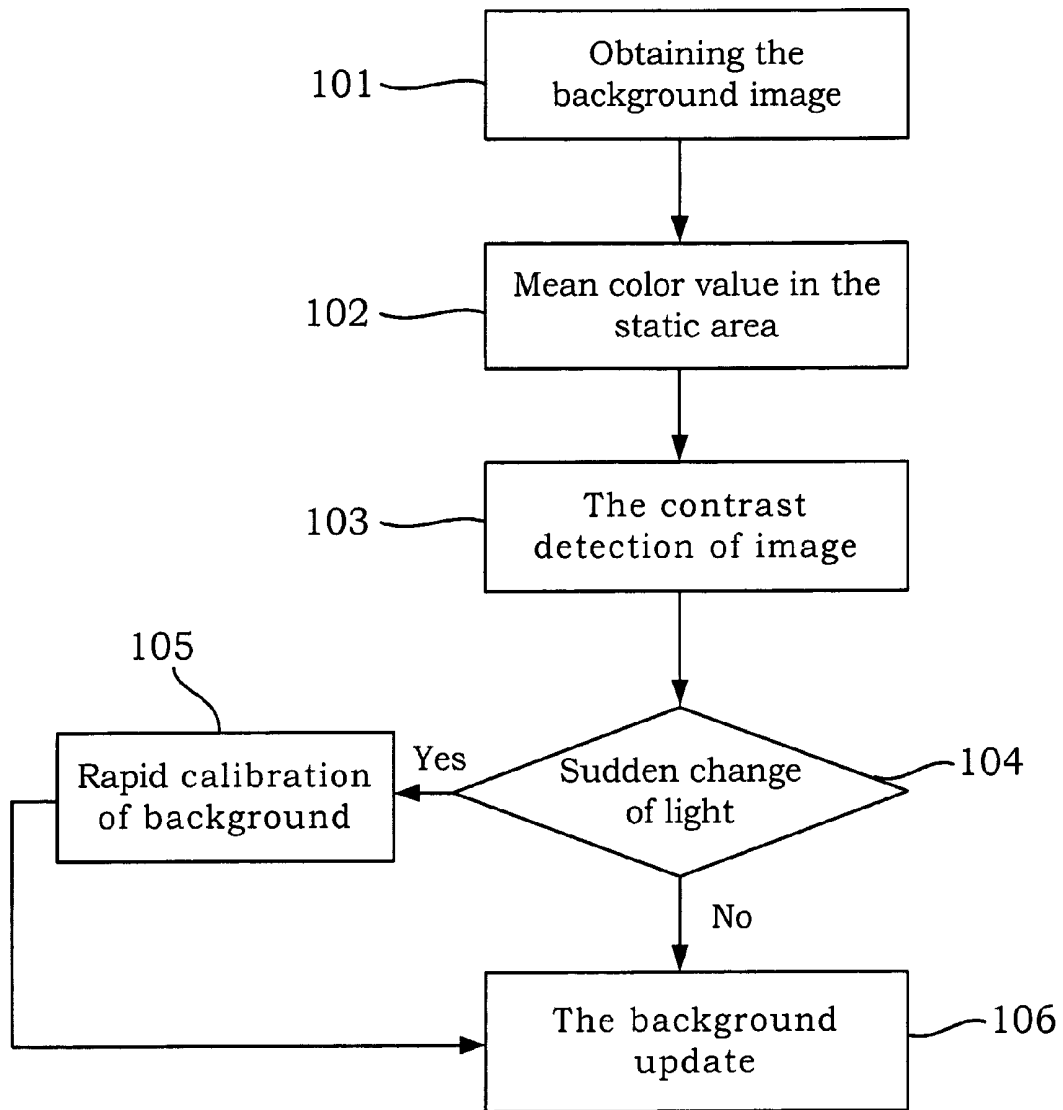 101
Obtaining the
background image
102
Mean color value in the
static area
103
The contrast
detection of image
105
Rapid calibration
of background
Yes
Sudden change
of light
104
No
The background
update
106